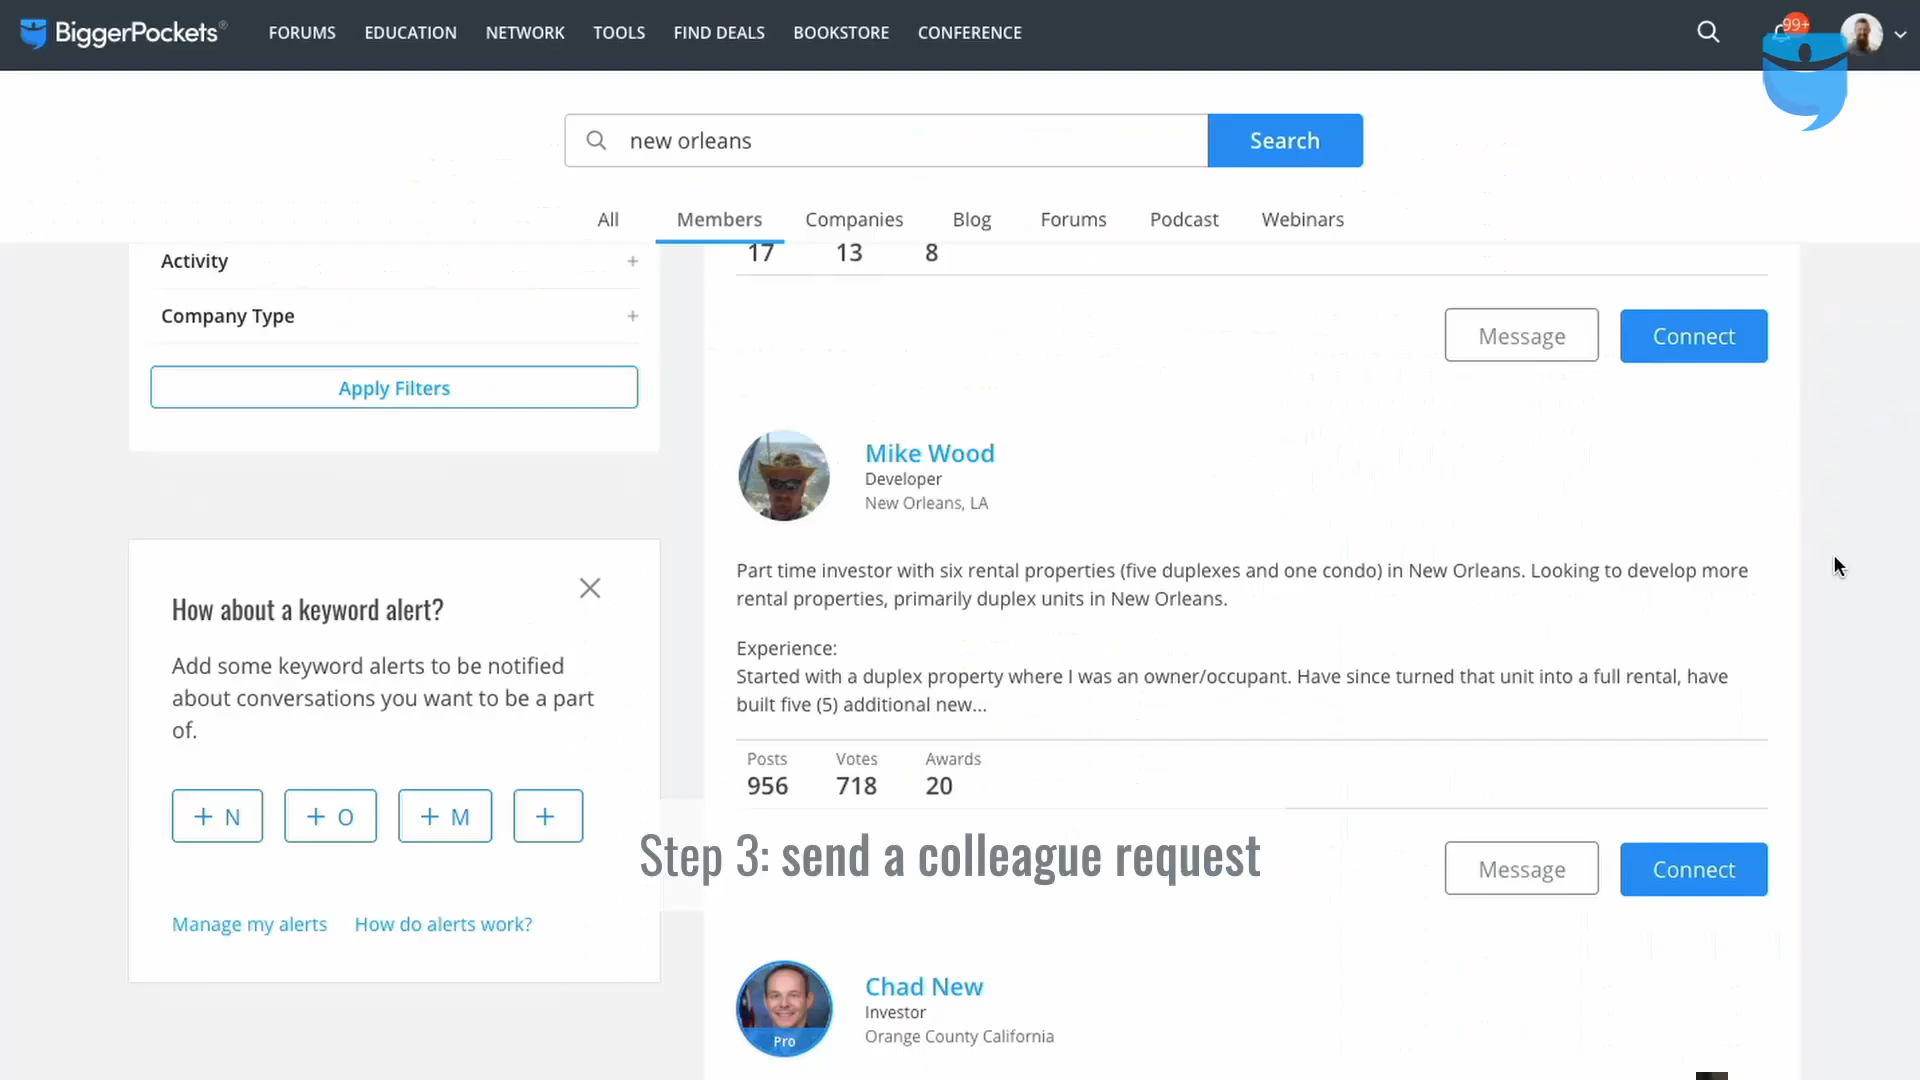 BiggerPockets®
FORUMS EDUCATION NETWORK TOOLS FIND DEALS BOOKSTORE CONFERENCE
99+
new orleans
Search
All Members Companies Blog Forums Podcast Webinars
Activity +
Company Type +
Apply Filters
17 13 8
Message Connect
Mike Wood
Developer
New Orleans, LA
Part time investor with six rental properties (five duplexes and one condo) in New Orleans. Looking to develop more
rental properties, primarily duplex units in New Orleans.
Experience:
Started with a duplex property where I was an owner/occupant. Have since turned that unit into a full rental, have
built five (5) additional new...
Posts Votes Awards
956 718 20
Message Connect
How about a keyword alert?
Add some keyword alerts to be notified
about conversations you want to be a part
of.
+ N + O + M +
Manage my alerts How do alerts work?
Step 3: send a colleague request
Chad New
Investor
Orange County California
Pro